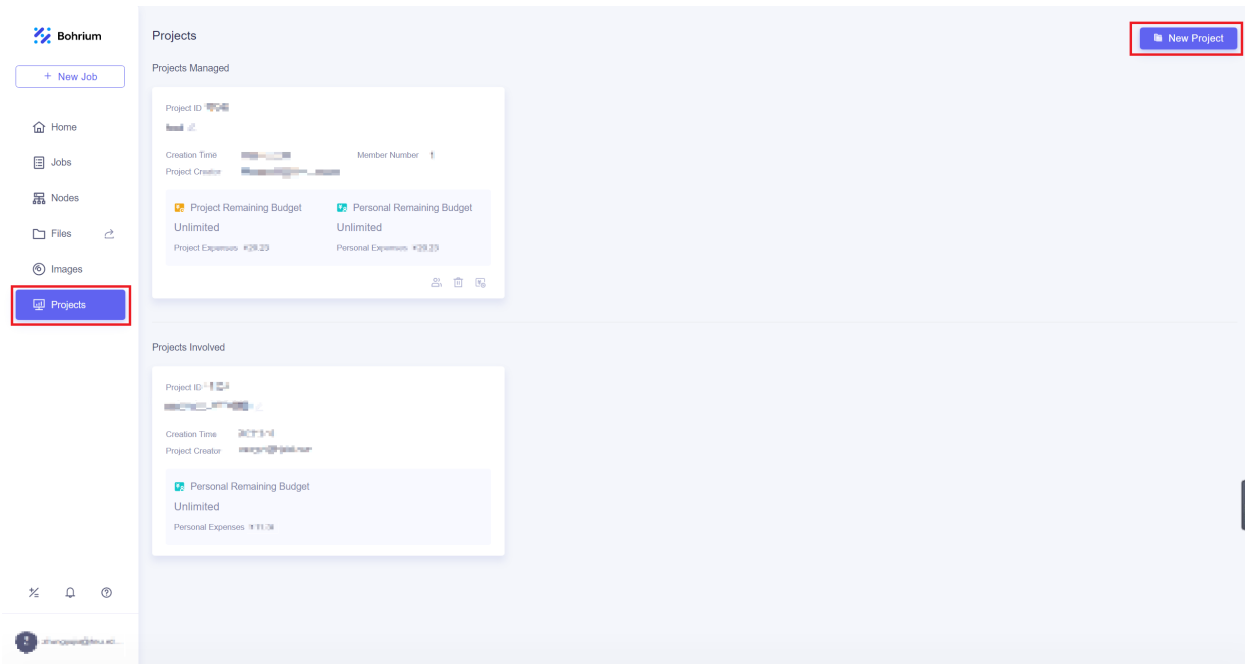 Bohrium
+ New Job
Home
Jobs
Nodes
Files
Images
Projects
Projects
New Project
Projects Managed
Project ID
Creation Time
Member Number
Project Creator
Project Remaining Budget
Personal Remaining Budget
Unlimited
Unlimited
Project Expenses
Personal Expenses
Projects Involved
Project ID
Creation Time
Project Creator
Personal Remaining Budget
Unlimited
Personal Expenses